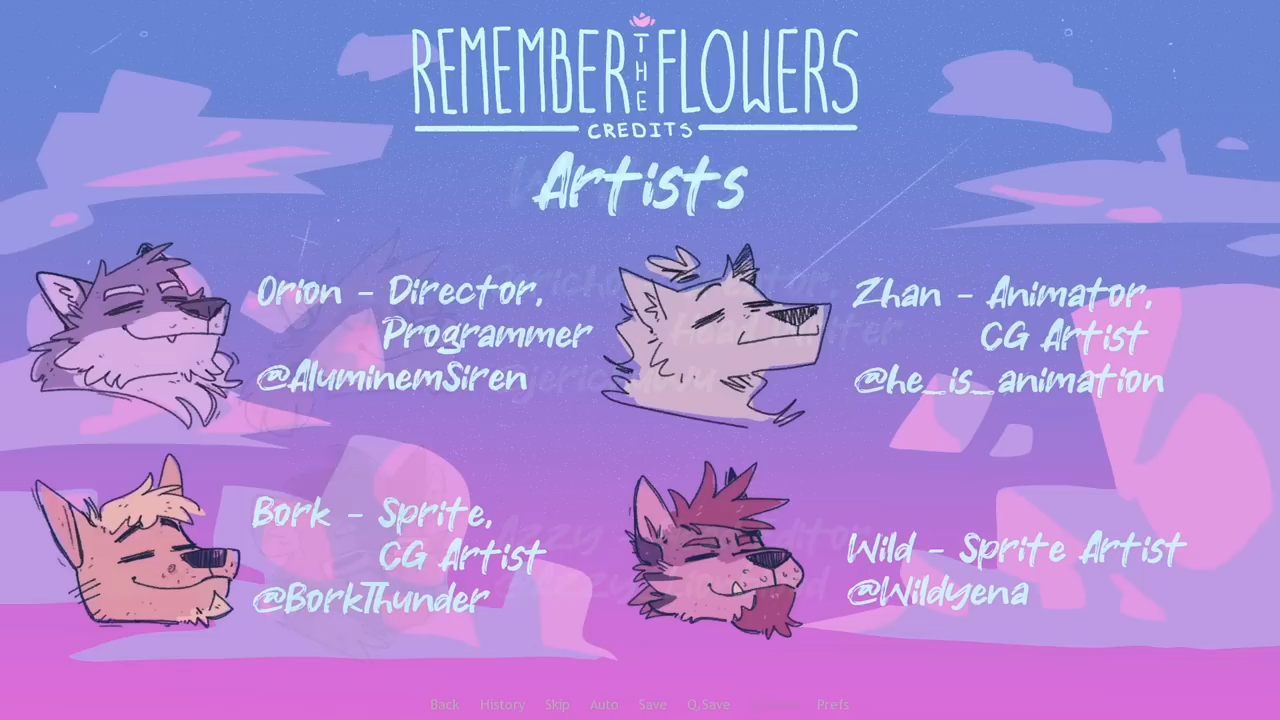 REMEMBER THE FLOWERS
CREDITS
Artists
Orion - Director,
Programmer
@AluminemSiren
Zhan - Animator,
CG Artist
@he_is_animation
Bork - Sprite,
CG Artist
@BorkThunder
Wild - Sprite Artist
@Wildyena
Back History Skip Auto Save Q.Save Prefs